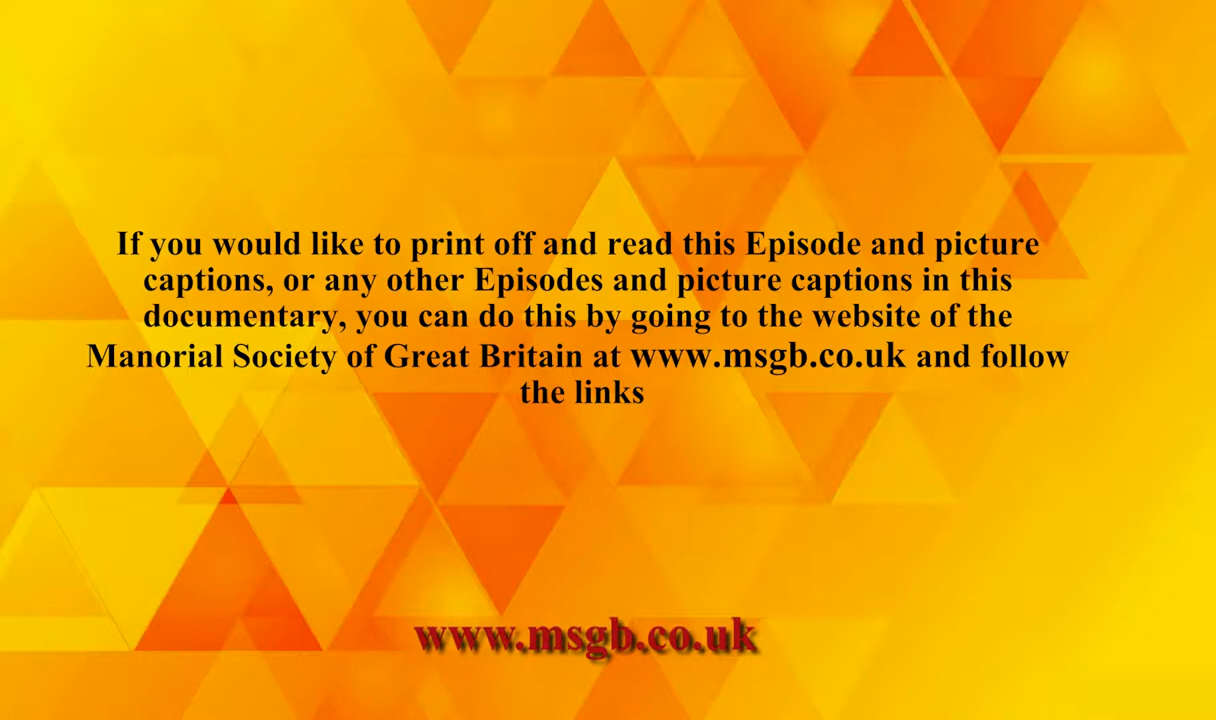 If you would like to print off and read this Episode and picture
captions, or any other Episodes and picture captions in this
documentary, you can do this by going to the website of the
Manorial Society of Great Britain at www.msgb.co.uk and follow
the links
www.msgb.co.uk